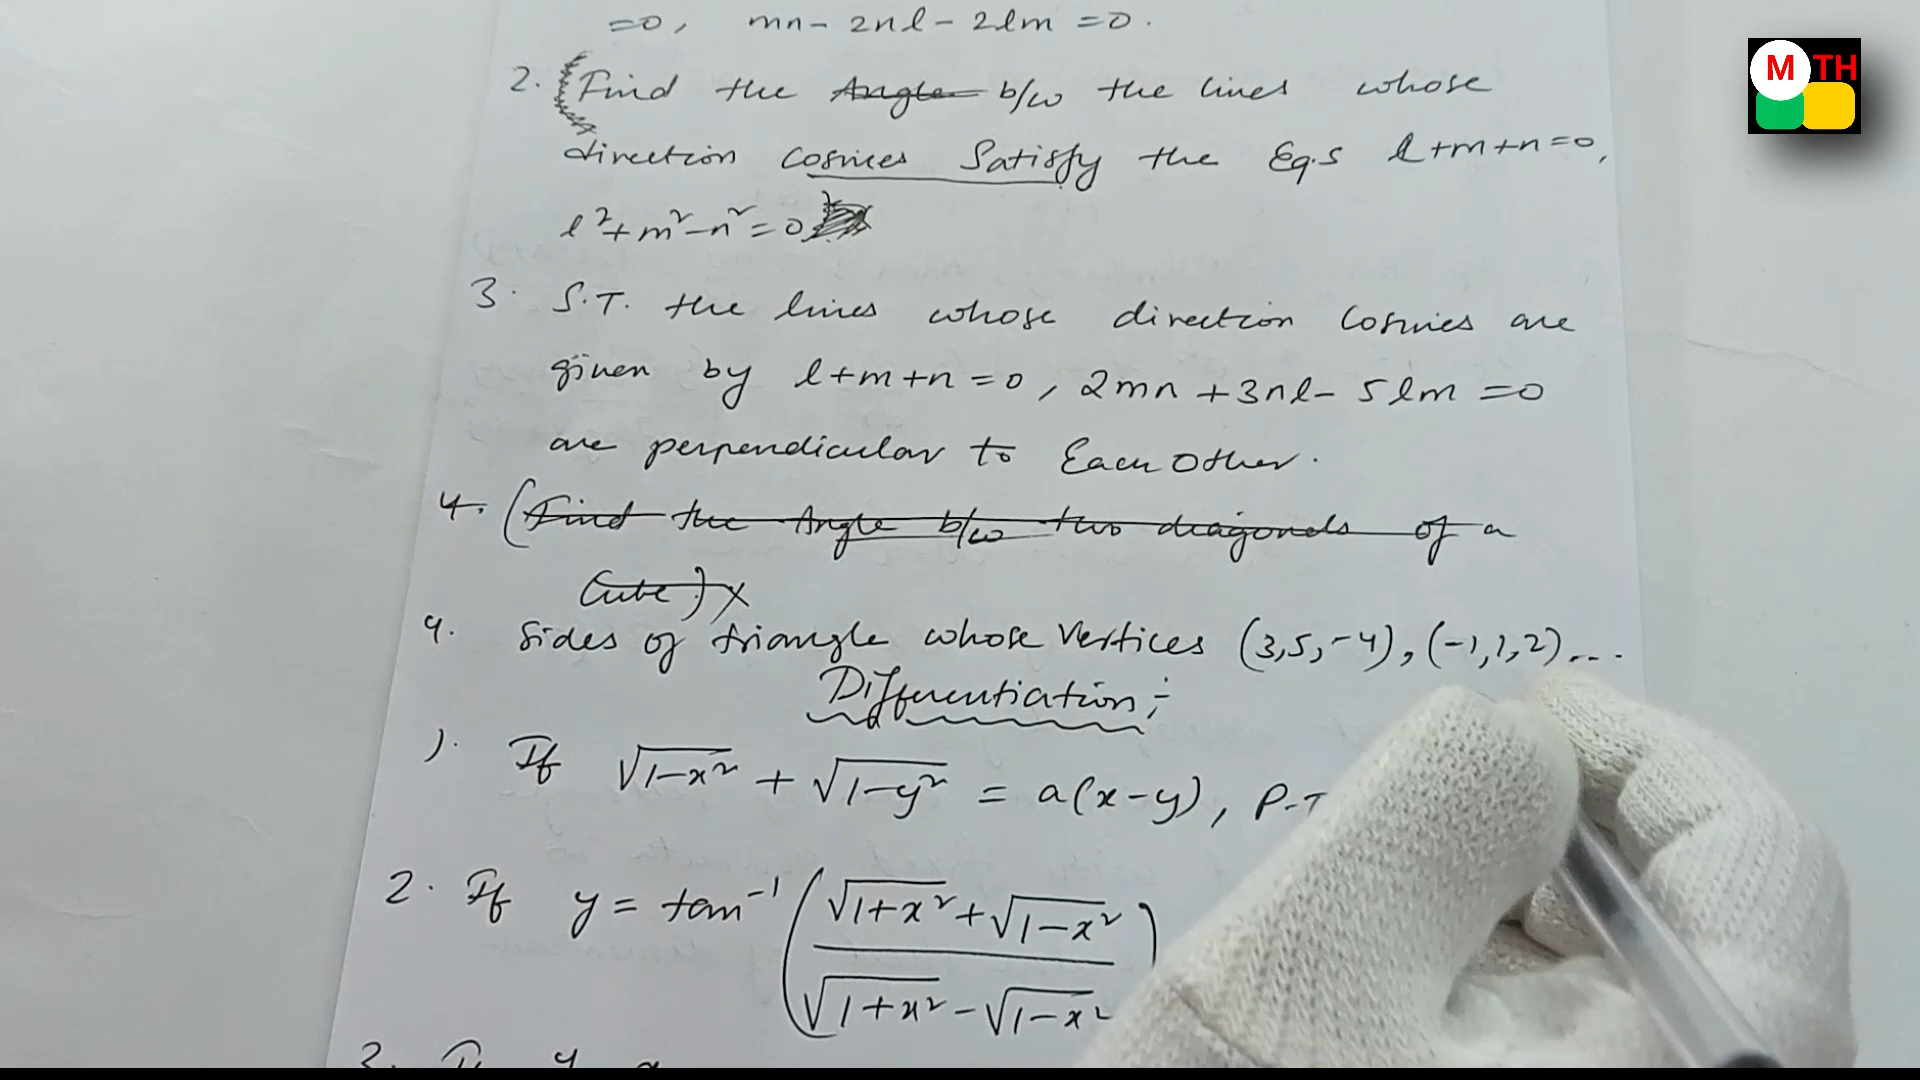 =0, mn-2nl-2lm=0.
2. (Find the Angle b/w the lines whose
direction cosines Satisfy the Eq.s l+m+n=0,
l²+m²-n²=0
3. S.T. the lines whose direction cosines are
given by l+m+n=0, 2mn+3nl-5lm=0
are perpendicular to Each other.
4. (Find the Angle b/w two diagonals of a
Cube) x
4. Sides of triangle whose vertices (3,5,-4), (-1,1,2)...
Differentiation:
1). If √1-x² + √1-y² = a(x-y), P.T
2. If y = tan⁻¹ (√1+x² + √1-x² / √1+x² - √1-x²)
3. If y
M TH